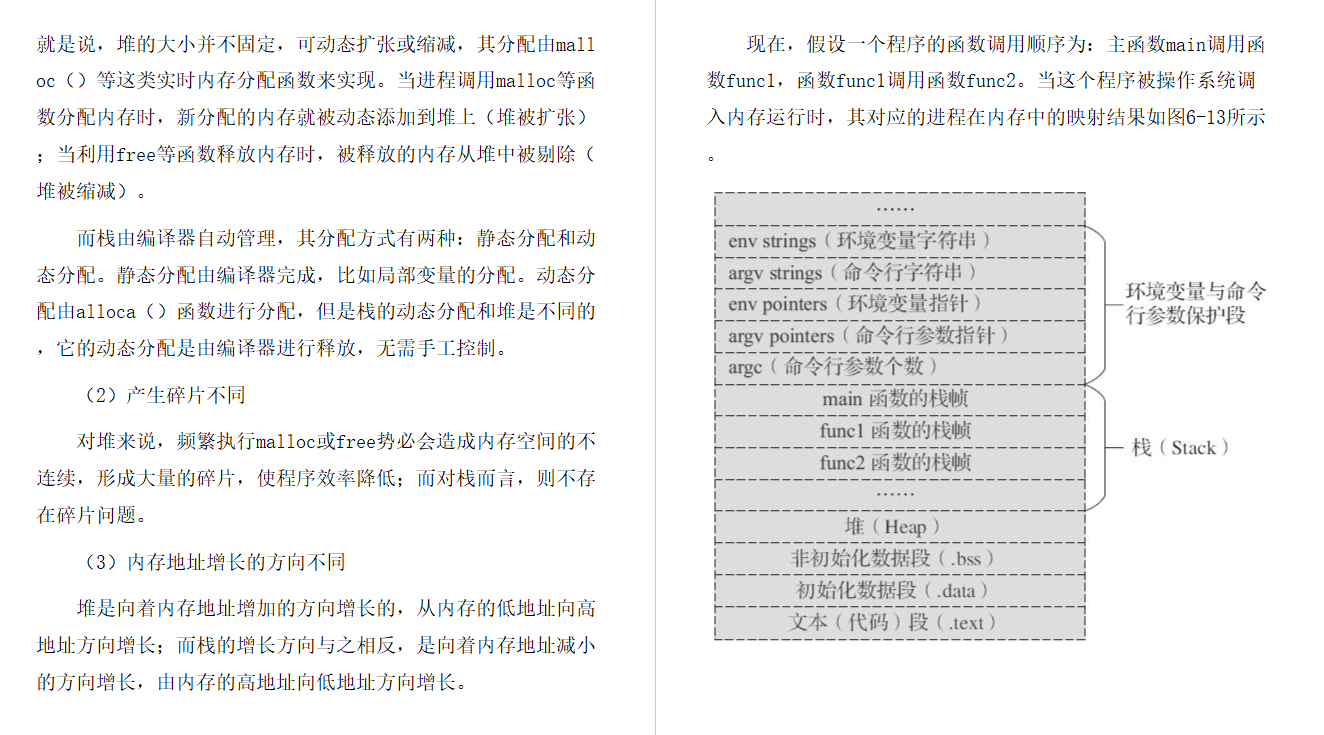 就是说，堆的大小并不固定，可动态扩张或缩减，其分配由mall
oc（）等这类实时内存分配函数来实现。当进程调用malloc等函
数分配内存时，新分配的内存就被动态添加到堆上（堆被扩张）
；当利用free等函数释放内存时，被释放的内存从堆中被剔除（
堆被缩减）。
而栈由编译器自动管理，其分配方式有两种：静态分配和动
态分配。静态分配由编译器完成，比如局部变量的分配。动态分
配由alloca（）函数进行分配，但是栈的动态分配和堆是不同的
，它的动态分配是由编译器进行释放，无需手工控制。
（2）产生碎片不同
对堆来说，频繁执行malloc或free势必会造成内存空间的不
连续，形成大量的碎片，使程序效率降低；而对栈而言，则不存
在碎片问题。
（3）内存地址增长的方向不同
堆是向着内存地址增加的方向增长的，从内存的低地址向高
地址方向增长；而栈的增长方向与之相反，是向着内存地址减小
的方向增长，由内存的高地址向低地址方向增长。
现在，假设一个程序的函数调用顺序为：主函数main调用函
数func1，函数func1调用函数func2。当这个程序被操作系统调
入内存运行时，其对应的进程在内存中的映射结果如图6-13所示
。
……
env strings（环境变量字符串）
argv strings（命令行字符串）
env pointers（环境变量指针）
argv pointers（命令行参数指针）
argc（命令行参数个数）
环境变量与命令
行参数保护段
main 函数的栈帧
func1 函数的栈帧
func2 函数的栈帧
……
栈（Stack）
堆（Heap）
非初始化数据段（.bss）
初始化数据段（.data）
文本（代码）段（.text）